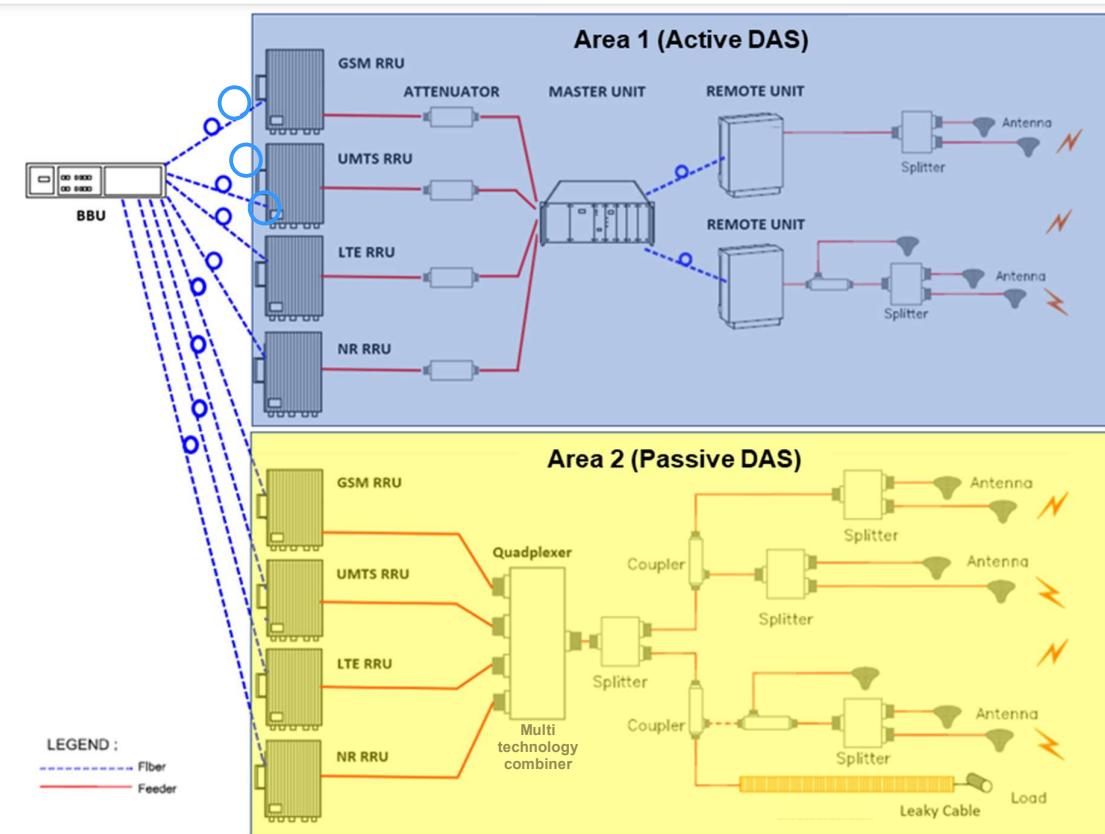 Area 1 (Active DAS)
GSM RRU
ATTENUATOR
MASTER UNIT
REMOTE UNIT
Antenna
Splitter
UMTS RRU
BBU
REMOTE UNIT
LTE RRU
Antenna
Splitter
NR RRU
Area 2 (Passive DAS)
GSM RRU
Antenna
Splitter
Quadplexer
Coupler
Antenna
UMTS RRU
Splitter
LTE RRU
Splitter
Coupler
Antenna
Multi
technology
combiner
Splitter
NR RRU
LEGEND :
Fiber
Feeder
Leaky Cable
Load